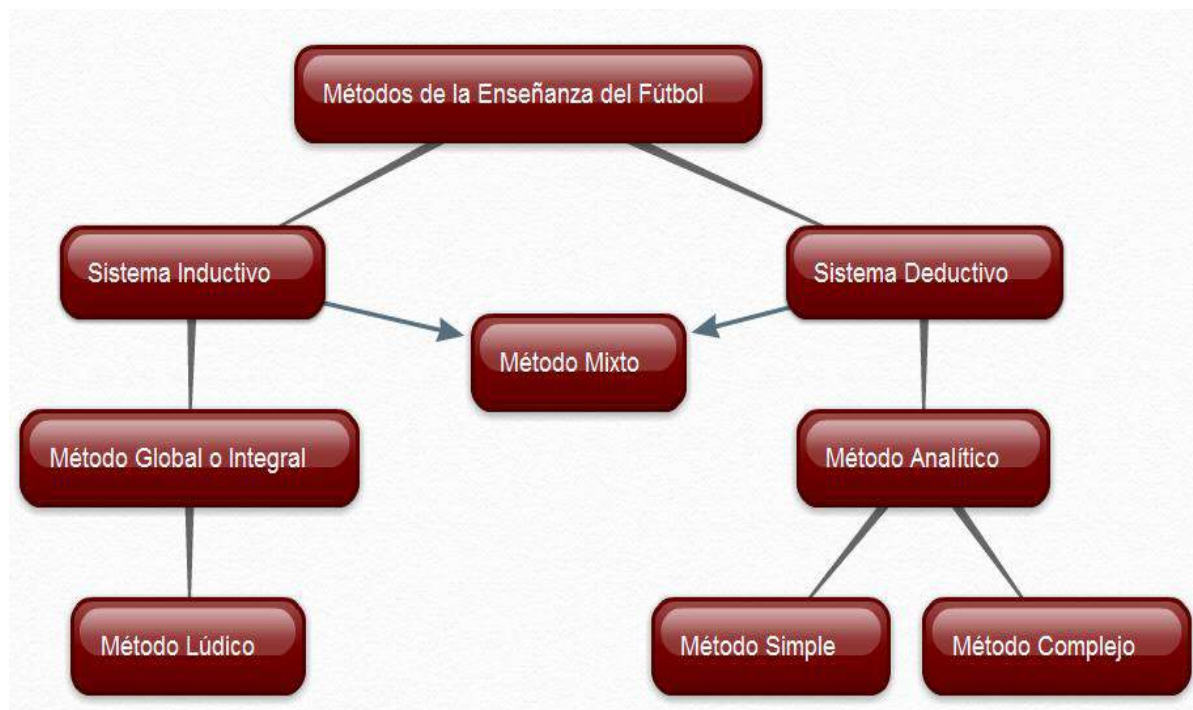 Métodos de la Enseñanza del Fútbol
Sistema Inductivo
Sistema Deductivo
Método Mixto
Método Global o Integral
Método Analítico
Método Lúdico
Método Simple
Método Complejo